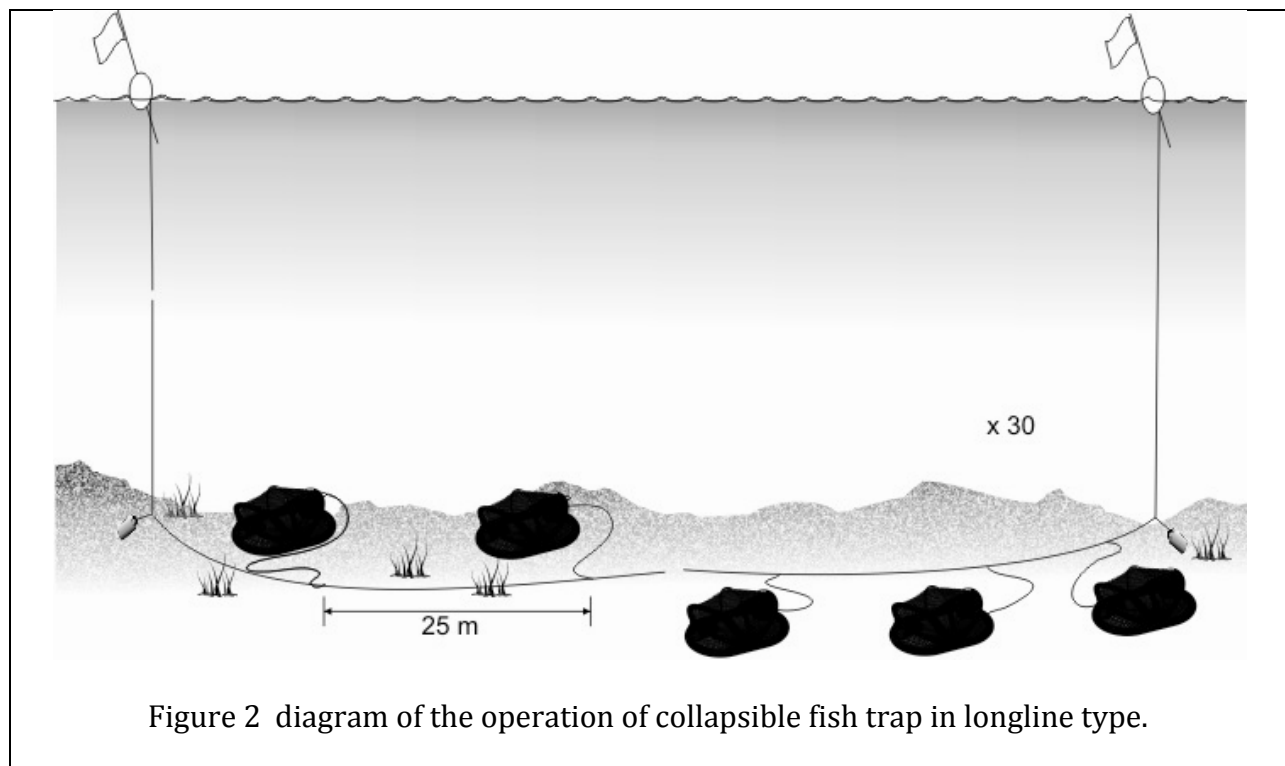 x 30
25 m
Figure 2 diagram of the operation of collapsible fish trap in longline type.